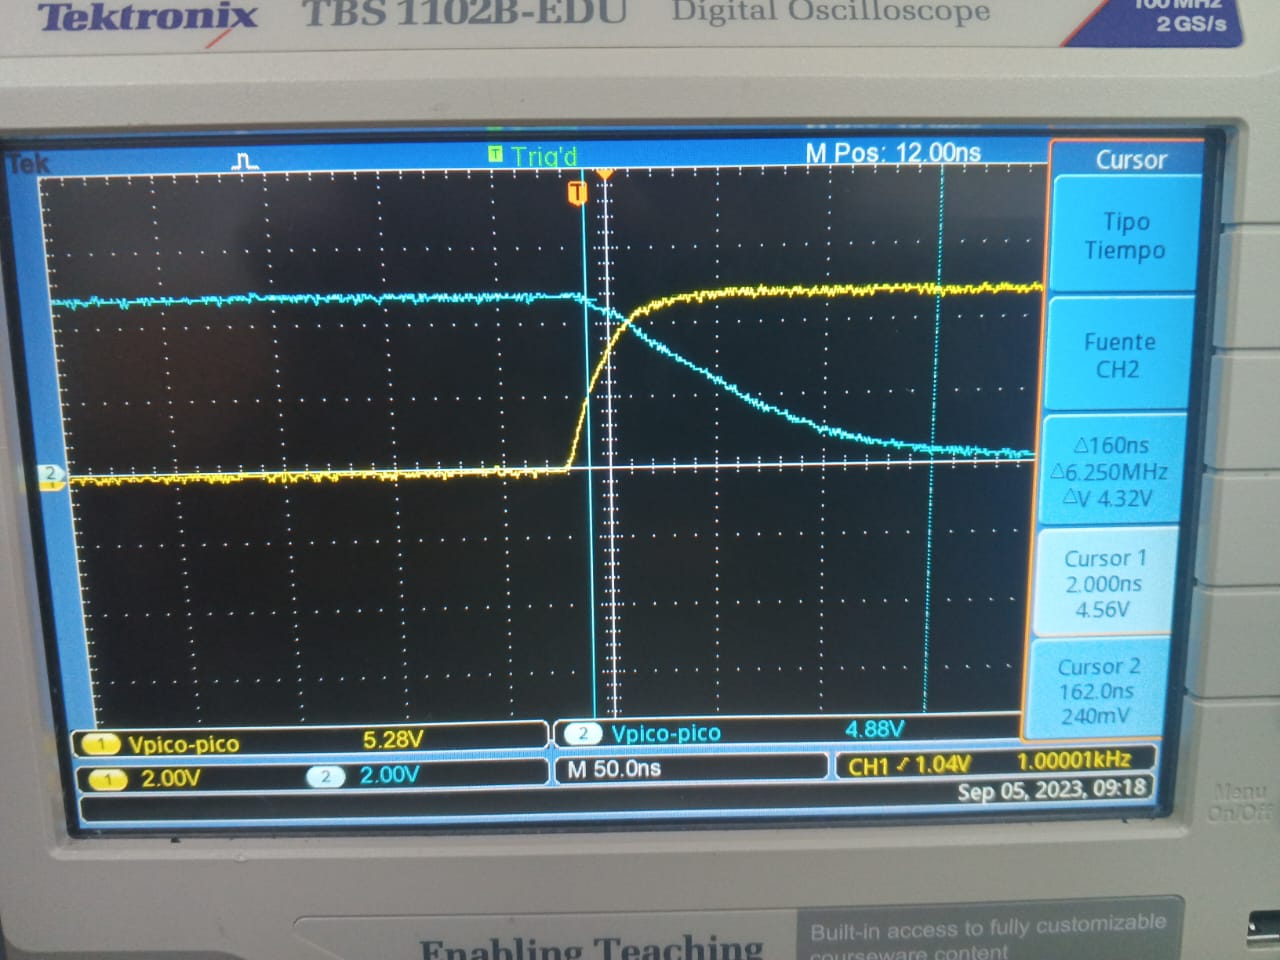 Tektronix TBS 1102B-EDU Digital Oscilloscope
100 MHz
2 GS/s
Tek Trig'd M Pos: 12.00ns
T
2
Cursor
Tipo
Tiempo
Fuente
CH2
△160ns
△6.250MHz
△V 4.32V
Cursor 1
2.000ns
4.56V
Cursor 2
162.0ns
240mV
1 Vpico-pico 5.28V 2 Vpico-pico 4.88V
1 2.00V 2 2.00V M 50.0ns CH1 1.04V 1.00001kHz
Sep 05, 2023, 09:18
Menu
On/Off
Enabling Teaching
Built-in access to fully customizable
courseware content